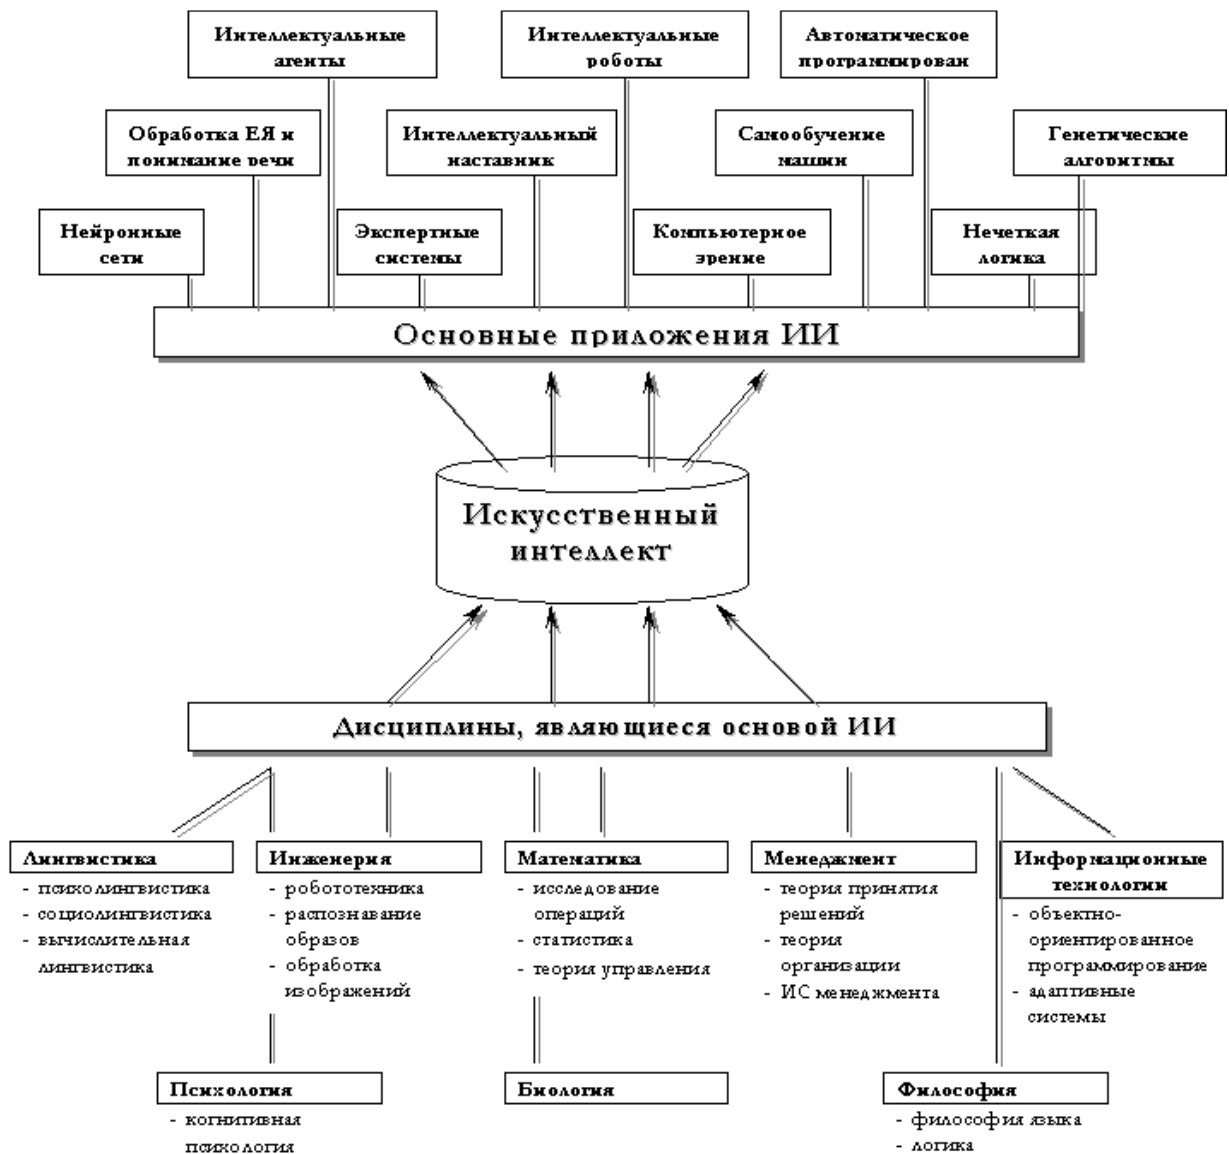 Интеллектуальные
агенты
Интеллектуальные
роботы
Автоматическое
программирован
Обработка ЕЯ и
понимание речи
Интеллектуальный
наставник
Самообучение
машин
Генетические
алгоритмы
Нейронные
сети
Экспертные
системы
Компьютерное
зрение
Нечеткая
логика
Основные приложения ИИ
Искусственный
интеллект
Дисциплины, являющиеся основой ИИ
Лингвистика
- психолингвистика
- социолингвистика
- вычислительная
лингвистика
Инженерия
- робототехника
- распознавание
образов
- обработка
изображений
Математика
- исследование
операций
- статистика
- теория управления
Менеджмент
- теория принятия
решений
- теория
организации
- ИС менеджмента
Информационные
технологии
- объектно-
ориентированное
программирование
- адаптивные
системы
Психология
- когнитивная
психология
Биология
Философия
- философия языка
- логика